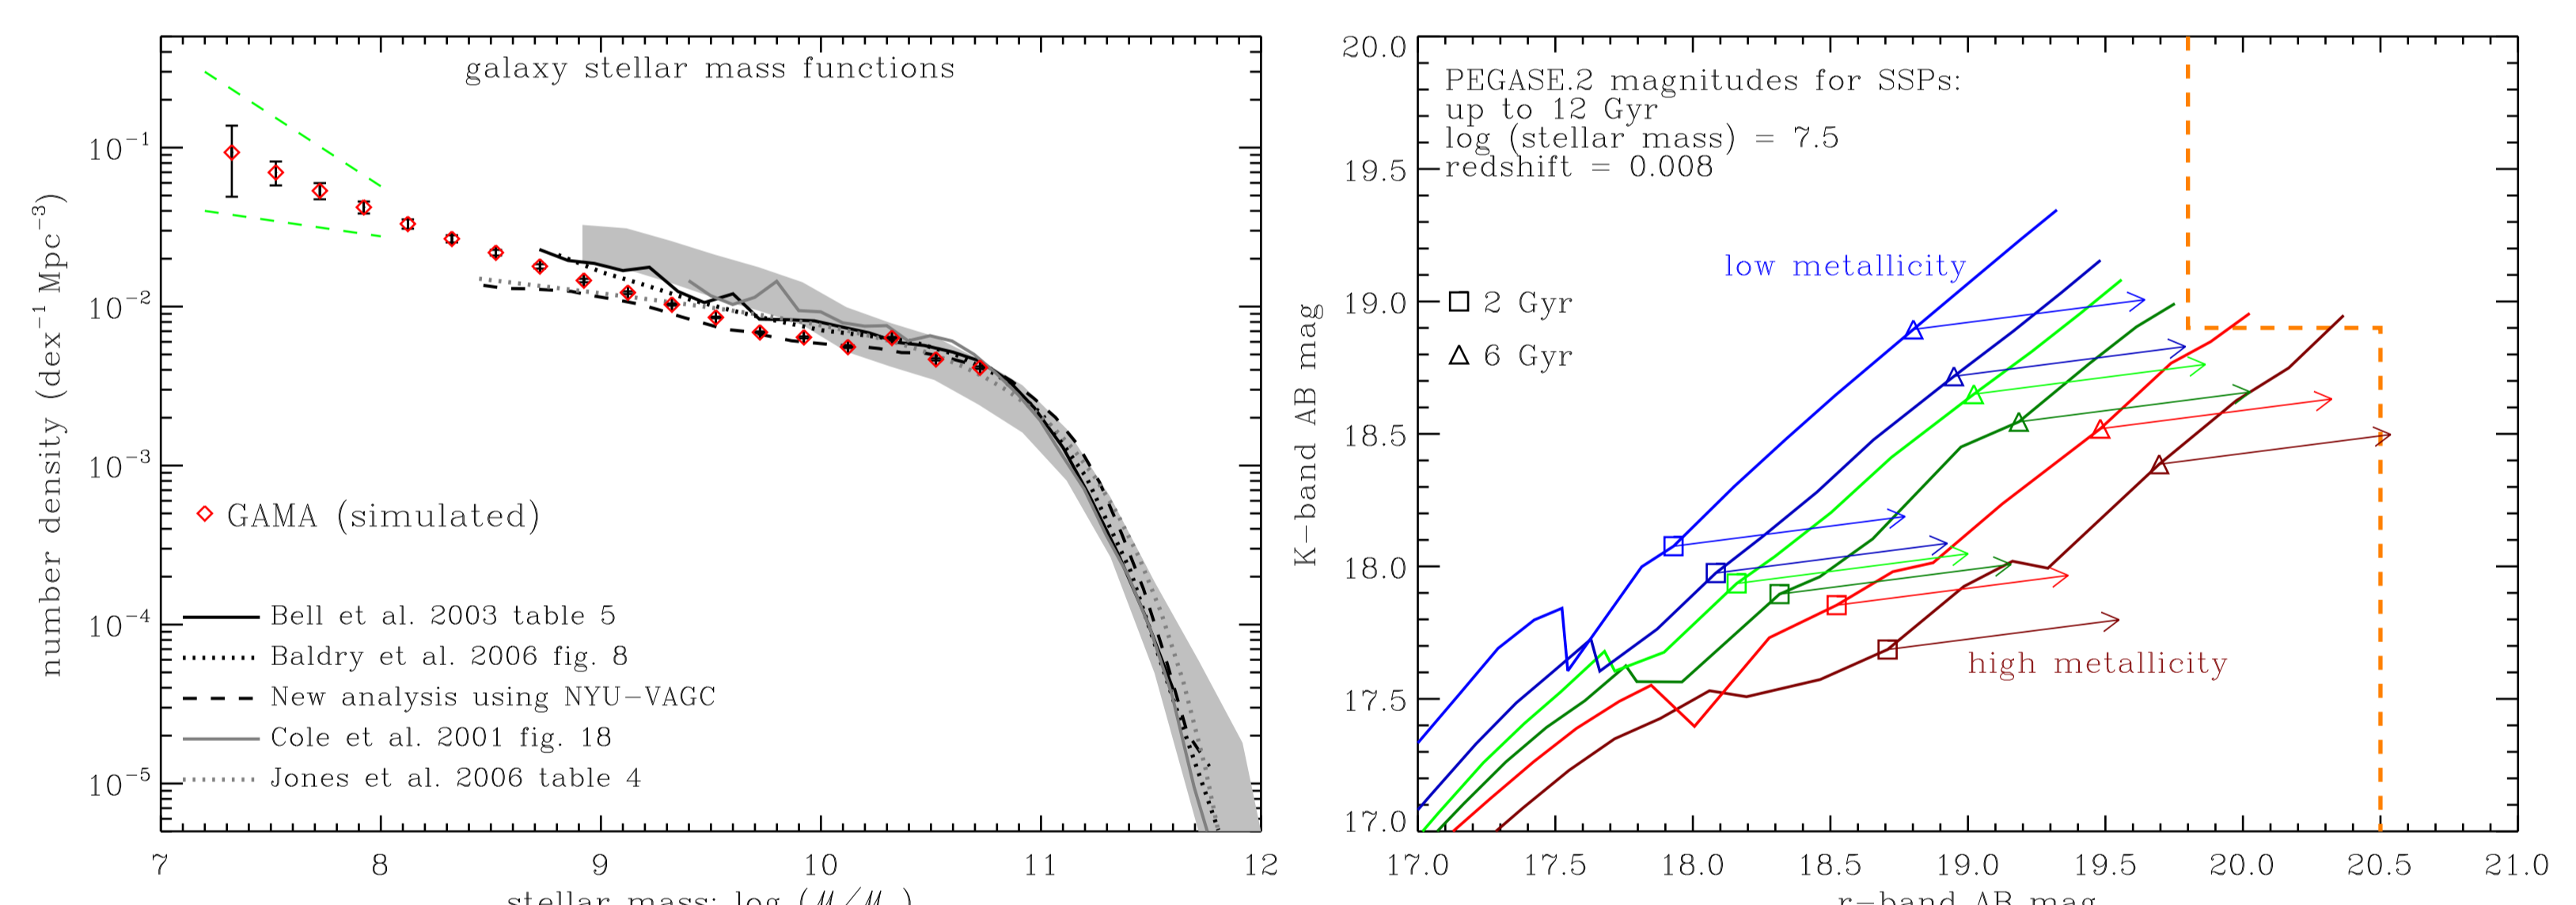 galaxy stellar mass functions
10⁻¹
10⁻²
10⁻³
10⁻⁴
10⁻⁵
number density (dex⁻¹ Mpc⁻³)
GAMA (simulated)
Bell et al. 2003 table 5
Baldry et al. 2006 fig. 8
New analysis using NYU−VAGC
Cole et al. 2001 fig. 18
Jones et al. 2006 table 4
7 8 9 10 11 12
stellar mass: log (M/M
PEGASE.2 magnitudes for SSPs:
up to 12 Gyr
log (stellar mass) = 7.5
redshift = 0.008
low metallicity
2 Gyr
6 Gyr
high metallicity
20.0
19.5
19.0
18.5
18.0
17.5
17.0
K−band AB mag
17.0 17.5 18.0 18.5 19.0 19.5 20.0 20.5 21.0
r−band AB mag